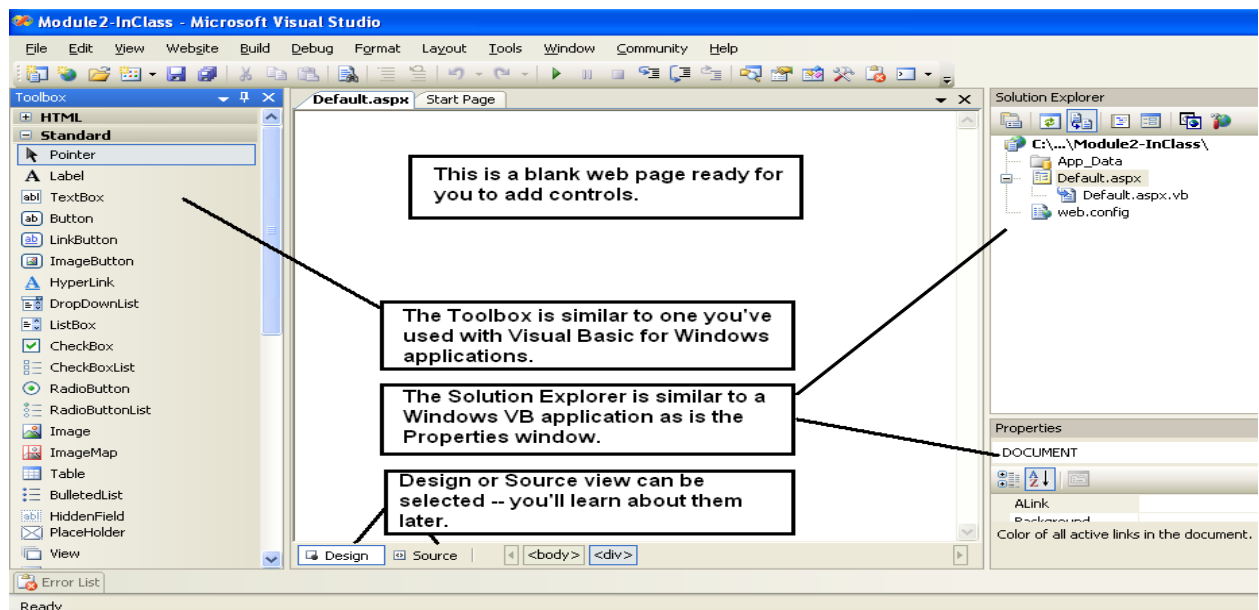 Module2-InClass - Microsoft Visual Studio
File Edit View Website Build Debug Format Layout Tools Window Community Help
Toolbox
HTML
Standard
Pointer
Label
TextBox
Button
LinkButton
ImageButton
HyperLink
DropDownList
ListBox
CheckBox
CheckBoxList
RadioButton
RadioButtonList
Image
ImageMap
Table
BulletedList
HiddenField
PlaceHolder
View
Default.aspx Start Page
This is a blank web page ready for
you to add controls.
The Toolbox is similar to one you've
used with Visual Basic for Windows
applications.
The Solution Explorer is similar to a
Windows VB application as is the
Properties window.
Design or Source view can be
selected -- you'll learn about them
later.
Design Source <body> <div>
Solution Explorer
C:\...\Module2-InClass\
App_Data
Default.aspx
Default.aspx.vb
web.config
Properties
DOCUMENT
ALink
Background
Color of all active links in the document.
Error List
Ready